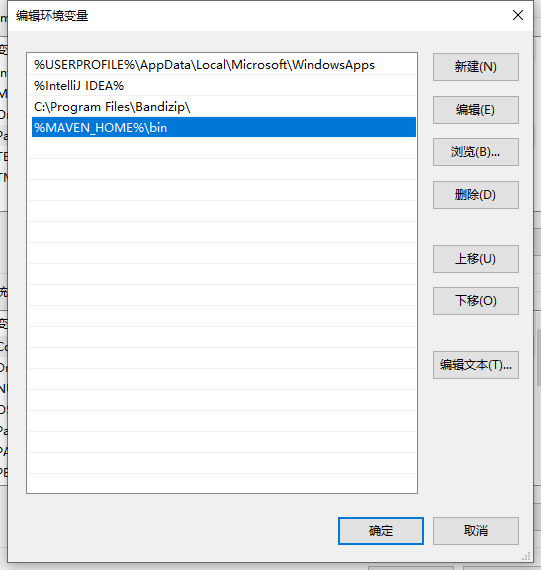 编辑环境变量
%USERPROFILE%\AppData\Local\Microsoft\WindowsApps
%IntelliJ IDEA%
C:\Program Files\Bandizip\
%MAVEN_HOME%\bin
新建(N)
编辑(E)
浏览(B)...
删除(D)
上移(U)
下移(O)
编辑文本(T)...
确定
取消